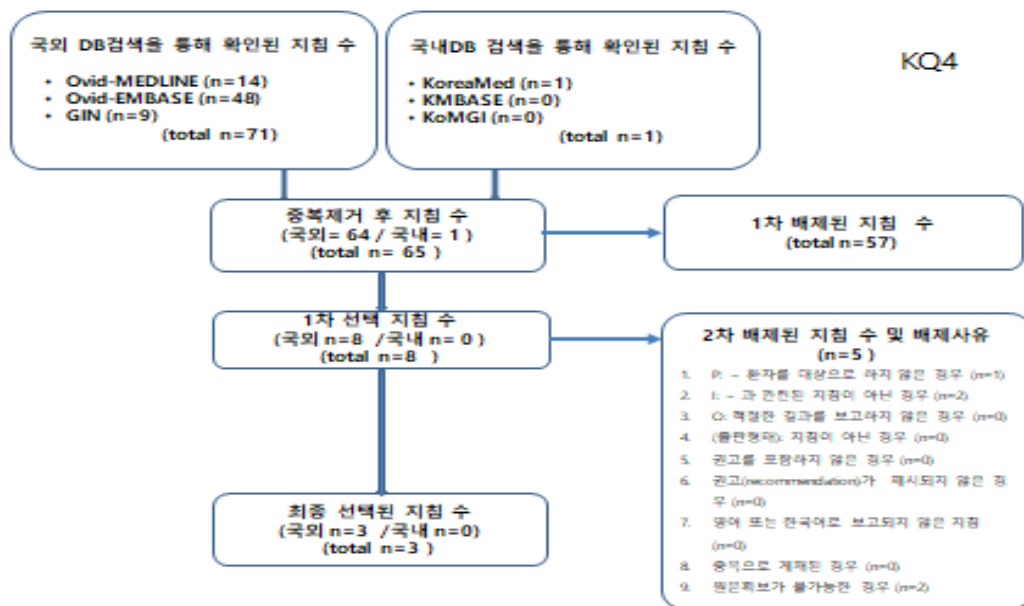 국외 DB검색을 통해 확인된 지침 수
• Ovid-MEDLINE (n=14)
• Ovid-EMBASE (n=48)
• GIN (n=9)
(total n=71)
국내DB 검색을 통해 확인된 지침 수
• KoreaMed (n=1)
• KMBASE (n=0)
• KoMGI (n=0)
(total n=1)
KQ4
중복제거 후 지침 수
(국외= 64 / 국내= 1 )
(total n= 65 )
1차 배제된 지침 수
(total n=57)
1차 선택 지침 수
(국외 n=8 /국내 n= 0 )
(total n=8 )
2차 배제된 지침 수 및 배제사유
(n=5 )
1. P: ~ 환자를 대상으로 하지 않은 경우 (n=1)
2. I: ~ 과 관련된 지침이 아닌 경우 (n=2)
3. O: 적절한 결과를 보고하지 않은 경우 (n=0)
4. (출판형태): 지침이 아닌 경우 (n=0)
5. 권고를 포함하지 않은 경우 (n=0)
6. 권고(recommendation)가 제시되지 않은 경
우 (n=0)
7. 영어 또는 한국어로 보고되지 않은 지침
(n=0)
8. 중복으로 게재된 경우 (n=0)
9. 원문확보가 불가능한 경우 (n=2)
최종 선택된 지침 수
(국외 n=3 /국내 n=0)
(total n=3 )